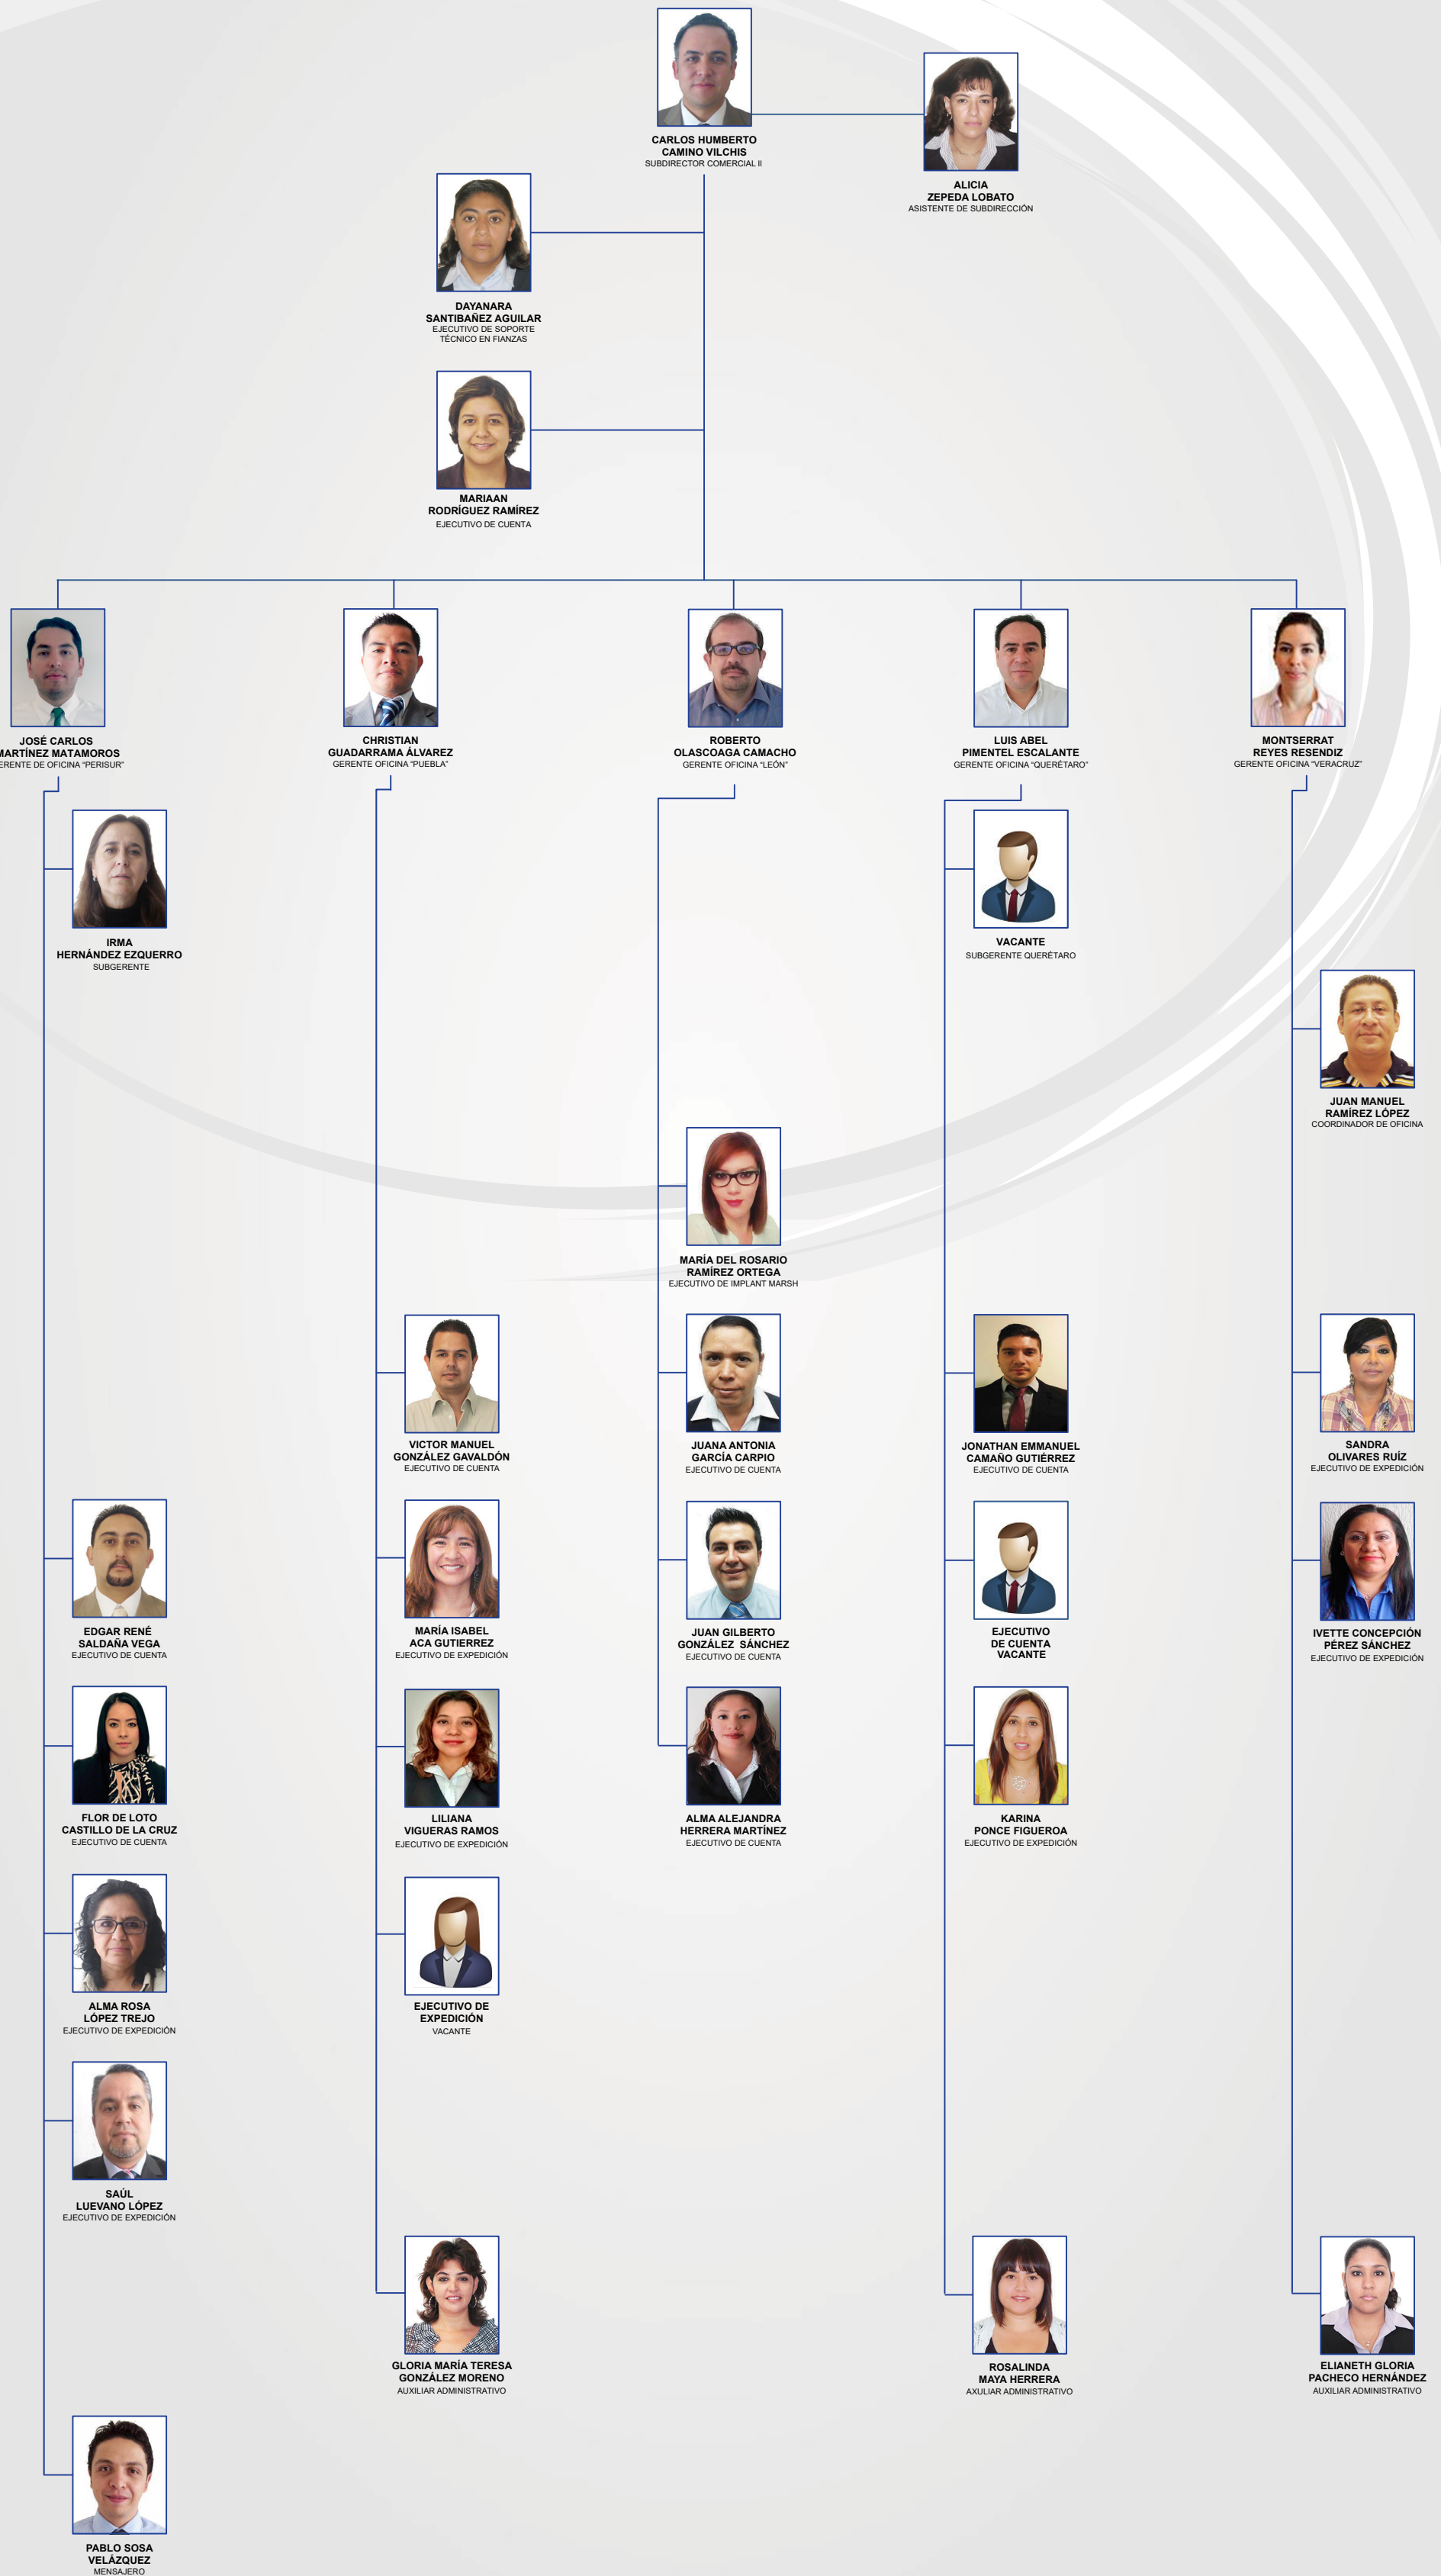 CARLOS HUMBERTO
CAMINO VILCHIS
SUBDIRECTOR COMERCIAL II
ALICIA
ZEPEDA LOBATO
ASISTENTE DE SUBDIRECCIÓN
DAYANARA
SANTIBAÑEZ AGUILAR
EJECUTIVO DE SOPORTE
TÉCNICO EN FIANZAS
MARIAAN
RODRÍGUEZ RAMÍREZ
EJECUTIVO DE CUENTA
JOSÉ CARLOS
MARTÍNEZ MATAMOROS
ERENTE DE OFICINA “PERISUR”
CHRISTIAN
GUADARRAMA ÁLVAREZ
GERENTE OFICINA “PUEBLA”
ROBERTO
OLASCOAGA CAMACHO
GERENTE OFICINA “LEÓN”
LUIS ABEL
PIMENTEL ESCALANTE
GERENTE OFICINA “QUERÉTARO”
MONTSERRAT
REYES RESENDIZ
GERENTE OFICINA “VERACRUZ”
IRMA
HERNÁNDEZ EZQUERRO
SUBGERENTE
VACANTE
SUBGERENTE QUERÉTARO
JUAN MANUEL
RAMÍREZ LÓPEZ
COORDINADOR DE OFICINA
MARÍA DEL ROSARIO
RAMÍREZ ORTEGA
EJECUTIVO DE IMPLANT MARSH
VICTOR MANUEL
GONZÁLEZ GAVALDÓN
EJECUTIVO DE CUENTA
JUANA ANTONIA
GARCÍA CARPIO
EJECUTIVO DE CUENTA
JONATHAN EMMANUEL
CAMAÑO GUTIÉRREZ
EJECUTIVO DE CUENTA
SANDRA
OLIVARES RUÍZ
EJECUTIVO DE EXPEDICIÓN
EDGAR RENÉ
SALDAÑA VEGA
EJECUTIVO DE CUENTA
MARÍA ISABEL
ACA GUTIERREZ
EJECUTIVO DE EXPEDICIÓN
JUAN GILBERTO
GONZÁLEZ SÁNCHEZ
EJECUTIVO DE CUENTA
EJECUTIVO
DE CUENTA
VACANTE
IVETTE CONCEPCIÓN
PÉREZ SÁNCHEZ
EJECUTIVO DE EXPEDICIÓN
FLOR DE LOTO
CASTILLO DE LA CRUZ
EJECUTIVO DE CUENTA
LILIANA
VIGUERAS RAMOS
EJECUTIVO DE EXPEDICIÓN
ALMA ALEJANDRA
HERRERA MARTÍNEZ
EJECUTIVO DE CUENTA
KARINA
PONCE FIGUEROA
EJECUTIVO DE EXPEDICIÓN
ALMA ROSA
LÓPEZ TREJO
EJECUTIVO DE EXPEDICIÓN
EJECUTIVO DE
EXPEDICIÓN
VACANTE
SAÚL
LUEVANO LÓPEZ
EJECUTIVO DE EXPEDICIÓN
GLORIA MARÍA TERESA
GONZÁLEZ MORENO
AUXILIAR ADMINISTRATIVO
ROSALINDA
MAYA HERRERA
AXULIAR ADMINISTRATIVO
ELIANETH GLORIA
PACHECO HERNÁNDEZ
AUXILIAR ADMINISTRATIVO
PABLO SOSA
VELÁZQUEZ
MENSAJERO